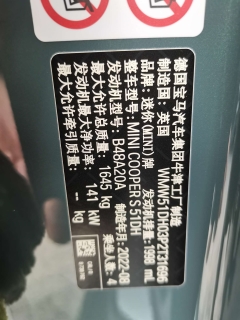 德国宝马汽车集团牛津工厂 制造
制造国: 英国
品牌: 迷你(MINI)牌
整车型号: MINI COOPER S 51DH
发动机排量: 1998 mL
发动机型号: B48A20A
制造年月: 2022-08
最大允许总质量: 1645 kg
乘坐人数: 4
发动机最大净功率: 141 kW
最大允许牵引质量: -- kg